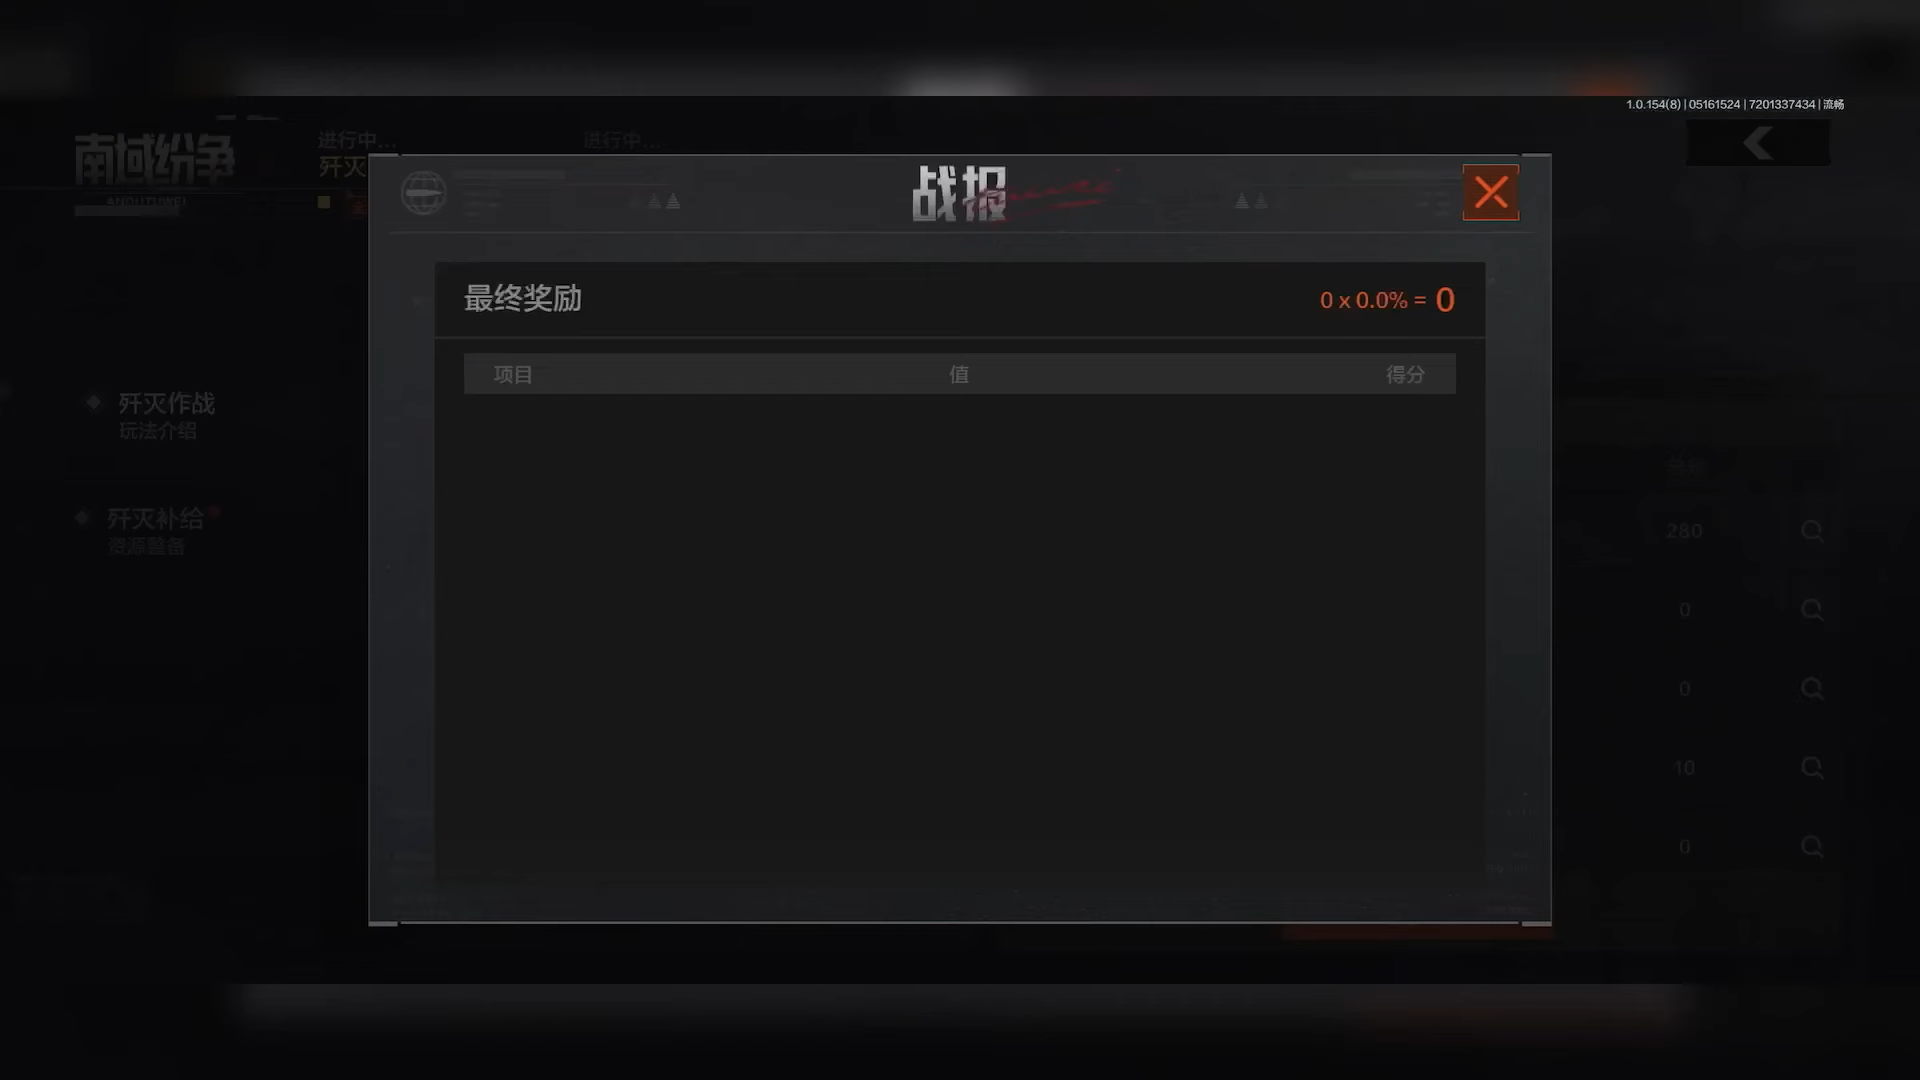 1.0.154(8) | 05161524 | 7201337434 | 流畅
南域纷争
进行中...
进行中...
歼灭
战报
最终奖励
0 x 0.0% = 0
项目
值
得分
歼灭作战
玩法介绍
歼灭补给
资源整备
280
0
0
10
0